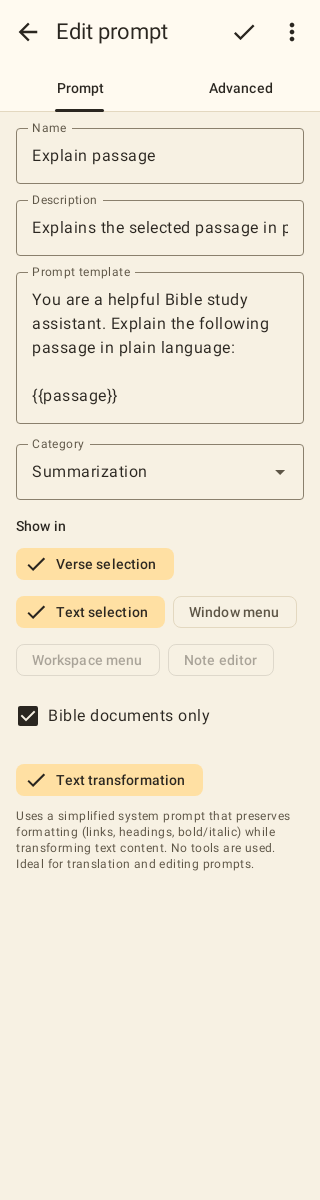 Edit prompt
Prompt
Advanced
Name
Explain passage
Description
Explains the selected passage in p
Prompt template
You are a helpful Bible study
assistant. Explain the following
passage in plain language:
{{passage}}
Category
Summarization
Show in
Verse selection
Text selection
Window menu
Workspace menu
Note editor
Bible documents only
Text transformation
Uses a simplified system prompt that preserves
formatting (links, headings, bold/italic) while
transforming text content. No tools are used.
Ideal for translation and editing prompts.